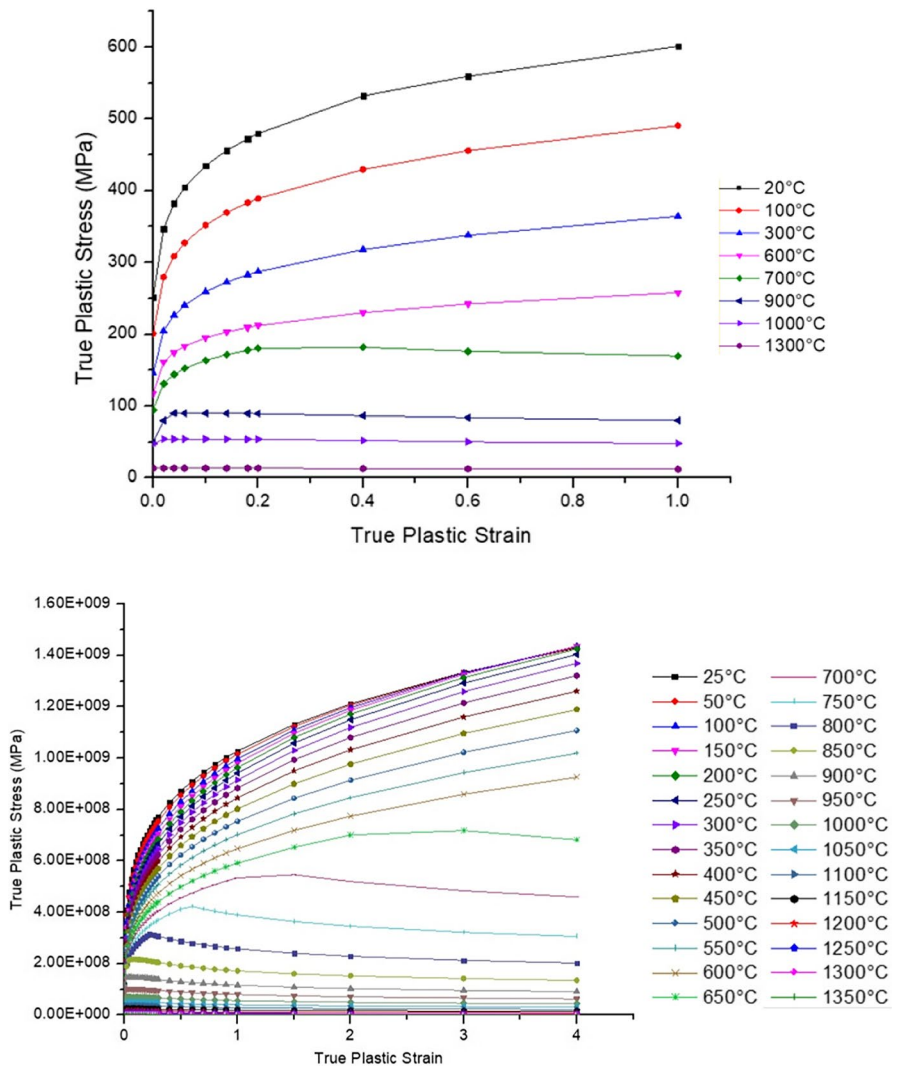 600
500
400
300
200
100
0
True Plastic Stress (MPa)
0.0 0.2 0.4 0.6 0.8 1.0
True Plastic Strain
20°C
100°C
300°C
600°C
700°C
900°C
1000°C
1300°C
1.60E+009
1.40E+009
1.20E+009
1.00E+009
8.00E+008
6.00E+008
4.00E+008
2.00E+008
0.00E+000
True Plastic Stress (MPa)
0 1 2 3 4
True Plastic Strain
25°C 700°C
50°C 750°C
100°C 800°C
150°C 850°C
200°C 900°C
250°C 950°C
300°C 1000°C
350°C 1050°C
400°C 1100°C
450°C 1150°C
500°C 1200°C
550°C 1250°C
600°C 1300°C
650°C 1350°C